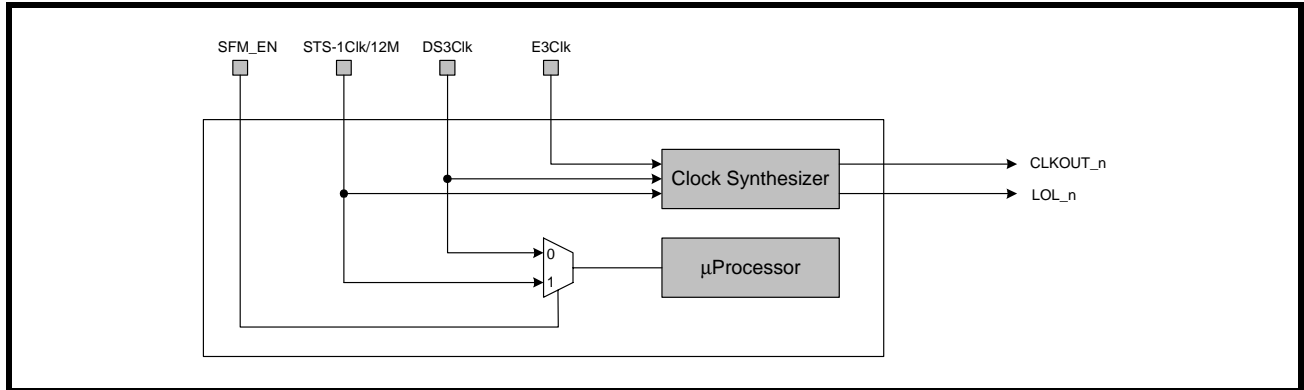 SFM_EN STS-1Clk/12M DS3Clk E3Clk
Clock Synthesizer
CLKOUT_n
LOL_n
0
1
μProcessor